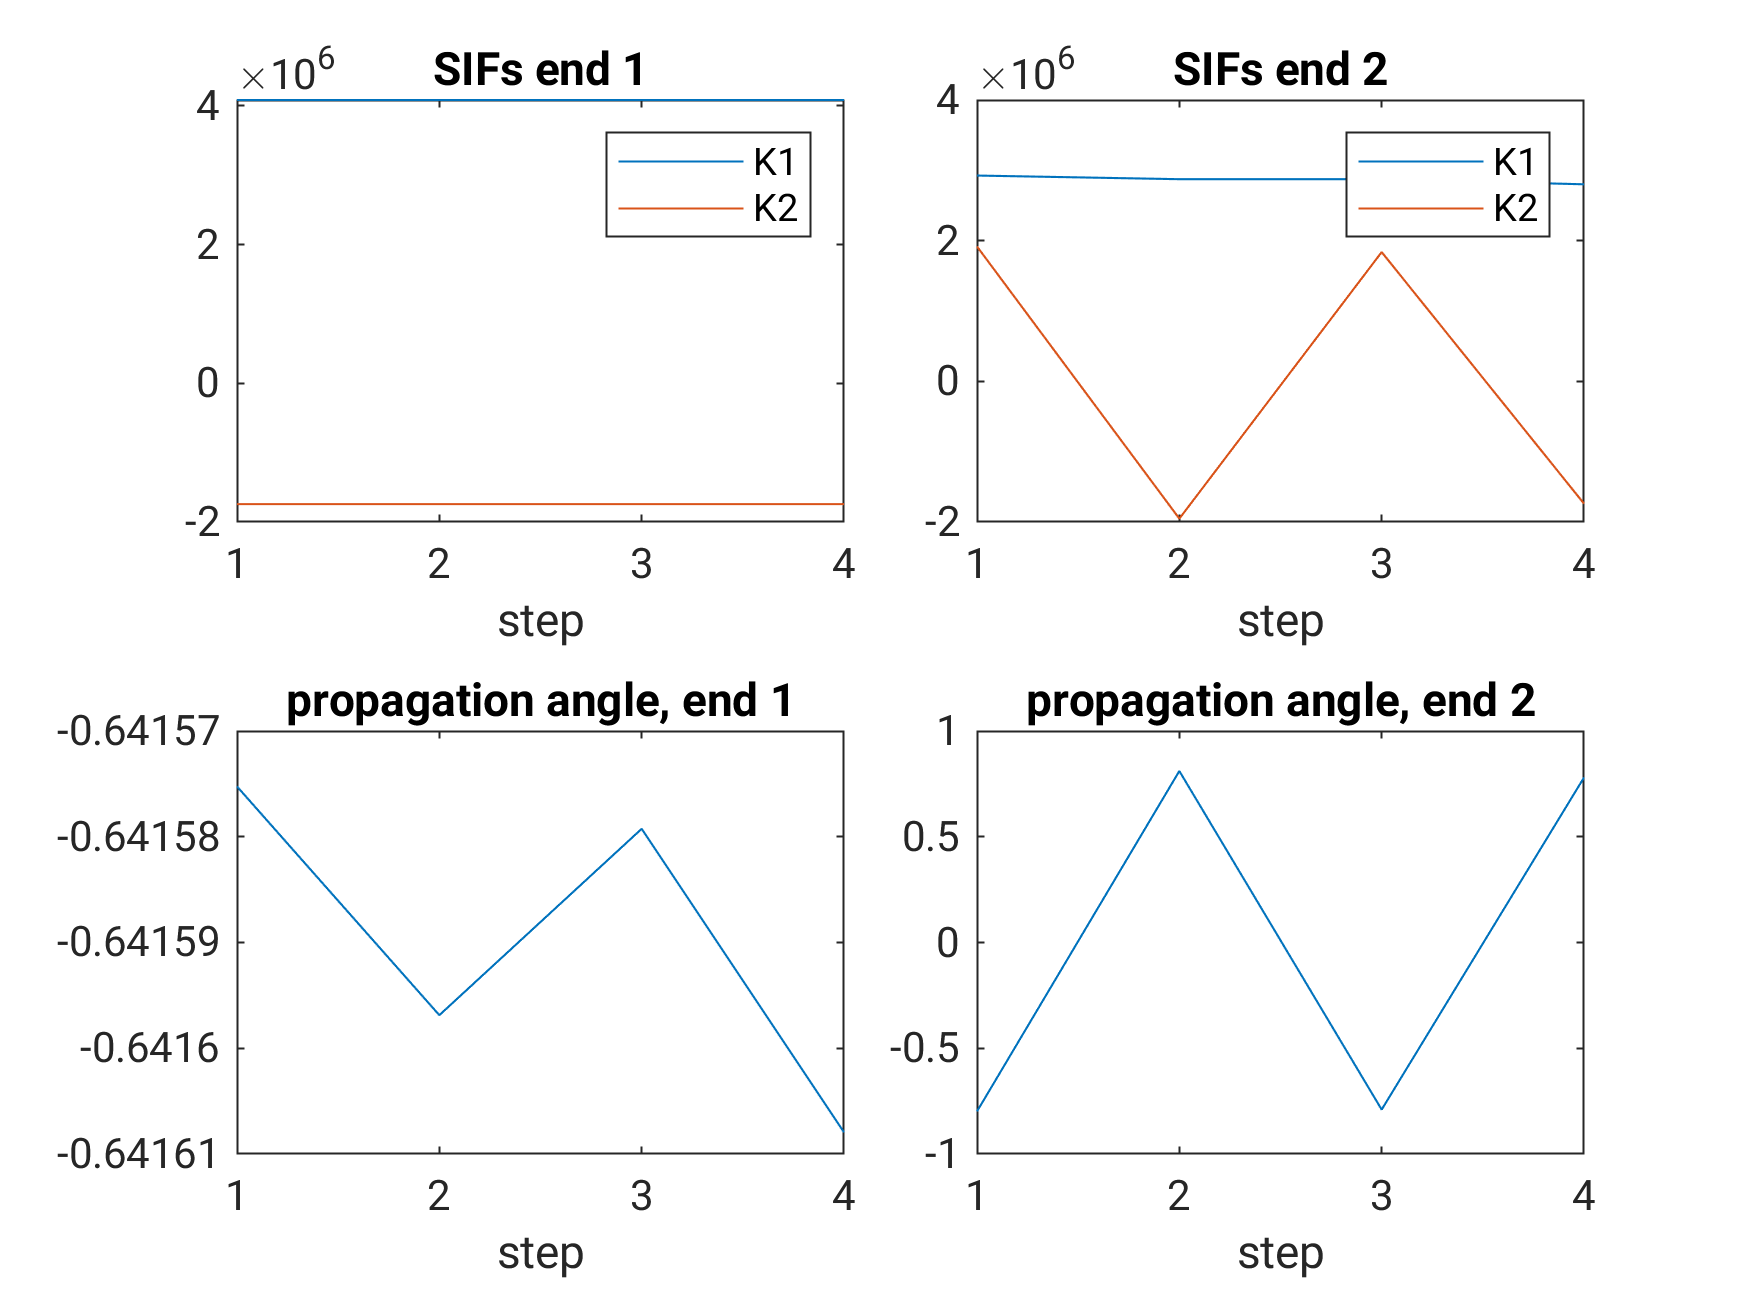 ×10^6 SIFs end 1
4
2
0
-2
1 2 3 4
step
K1
K2
×10^6 SIFs end 2
4
2
0
-2
1 2 3 4
step
K1
K2
propagation angle, end 1
-0.64157
-0.64158
-0.64159
-0.6416
-0.64161
1 2 3 4
step
propagation angle, end 2
1
0.5
0
-0.5
-1
1 2 3 4
step